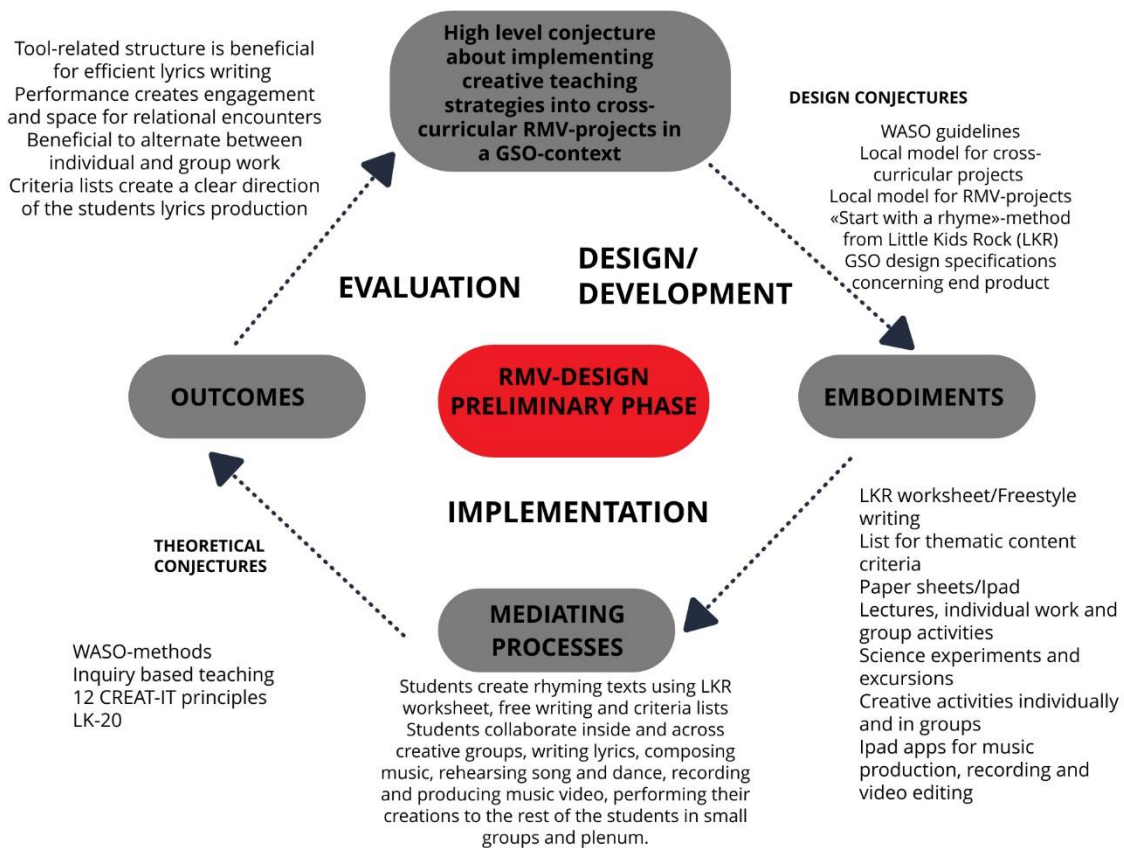 Tool-related structure is beneficial
for efficient lyrics writing
Performance creates engagement
and space for relational encounters
Beneficial to alternate between
individual and group work
Criteria lists create a clear direction
of the students lyrics production
High level conjecture
about implementing
creative teaching
strategies into cross-
curricular RMV-projects in
a GSO-context
DESIGN CONJECTURES
WASO guidelines
Local model for cross-
curricular projects
Local model for RMV-projects
«Start with a rhyme»-method
from Little Kids Rock (LKR)
GSO design specifications
concerning end product
EVALUATION
DESIGN/
DEVELOPMENT
OUTCOMES
RMV-DESIGN
PRELIMINARY PHASE
EMBODIMENTS
IMPLEMENTATION
THEORETICAL
CONJECTURES
WASO-methods
Inquiry based teaching
12 CREAT-IT principles
LK-20
MEDIATING
PROCESSES
Students create rhyming texts using LKR
worksheet, free writing and criteria lists
Students collaborate inside and across
creative groups, writing lyrics, composing
music, rehearsing song and dance, recording
and producing music video, performing their
creations to the rest of the students in small
groups and plenum.
LKR worksheet/Freestyle
writing
List for thematic content
criteria
Paper sheets/Ipad
Lectures, individual work and
group activities
Science experiments and
excursions
Creative activities individually
and in groups
Ipad apps for music
production, recording and
video editing